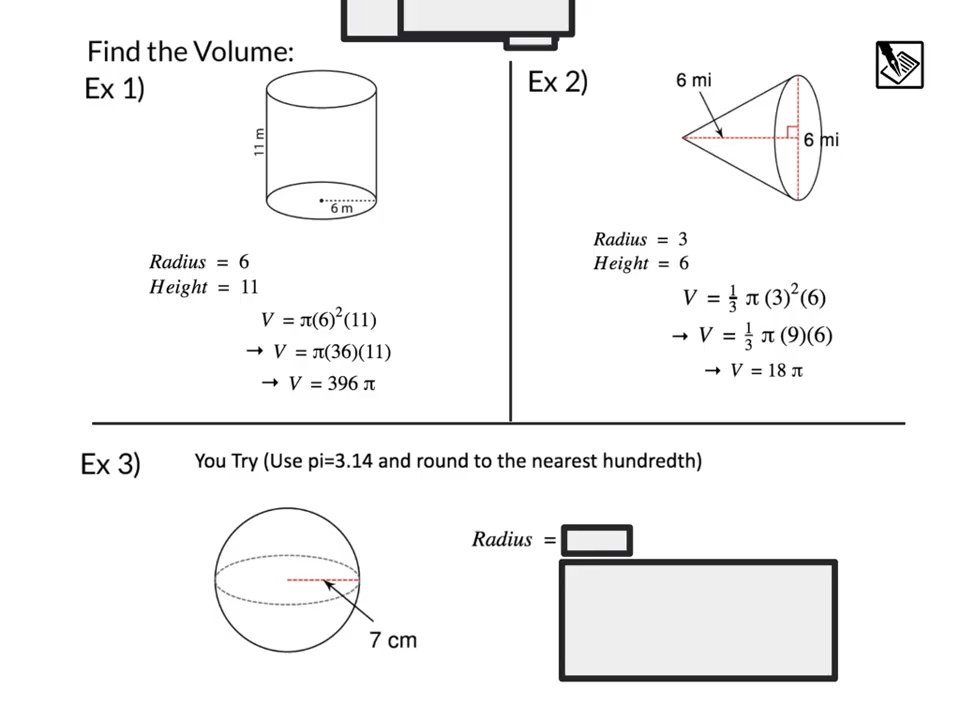 Find the Volume:
Ex 1)
11 m
6 m
Radius = 6
Height = 11
V = π(6)²(11)
→ V = π(36)(11)
→ V = 396 π
Ex 2)
6 mi
6 mi
Radius = 3
Height = 6
V = 1/3 π (3)²(6)
→ V = 1/3 π (9)(6)
→ V = 18 π
Ex 3)
You Try (Use pi=3.14 and round to the nearest hundredth)
7 cm
Radius =